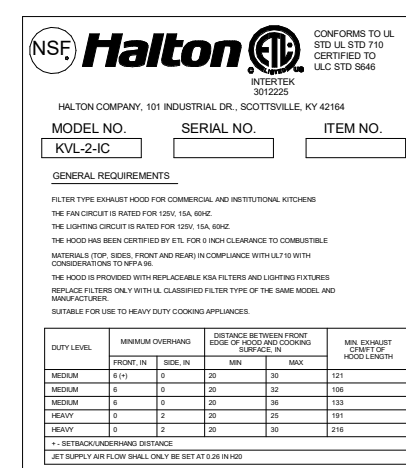 NSF Halton
C LISTED US
INTERTEK
3012225
CONFORMS TO UL
STD UL STD 710
CERTIFIED TO
ULC STD S646
HALTON COMPANY, 101 INDUSTRIAL DR., SCOTTSVILLE, KY 42164
MODEL NO. SERIAL NO. ITEM NO.
KVL-2-IC
GENERAL REQUIREMENTS
FILTER TYPE EXHAUST HOOD FOR COMMERCIAL AND INSTITUTIONAL KITCHENS
THE FAN CIRCUIT IS RATED FOR 125V, 15A, 60HZ.
THE LIGHTING CIRCUIT IS RATED FOR 125V, 15A, 60HZ.
THE HOOD HAS BEEN CERTIFIED BY ETL FOR 0 INCH CLEARANCE TO COMBUSTIBLE
MATERIALS (TOP, SIDES, FRONT AND REAR) IN COMPLIANCE WITH UL710 WITH
CONSIDERATIONS TO NFPA 96.
THE HOOD IS PROVIDED WITH REPLACEABLE KSA FILTERS AND LIGHTING FIXTURES
REPLACE FILTERS ONLY WITH UL CLASSIFIED FILTER TYPE OF THE SAME MODEL AND
MANUFACTURER.
SUITABLE FOR USE TO HEAVY DUTY COOKING APPLIANCES.
DUTY LEVEL
MINIMUM OVERHANG
FRONT, IN SIDE, IN
DISTANCE BETWEEN FRONT
EDGE OF HOOD AND COOKING
SURFACE, IN
MIN MAX
MIN. EXHAUST
CFM/FT OF
HOOD LENGTH
MEDIUM 6 (+) 0 20 30 121
MEDIUM 6 0 20 32 106
MEDIUM 6 0 20 36 133
HEAVY 0 2 20 25 191
HEAVY 0 2 20 30 216
+ - SETBACK/UNDERHANG DISTANCE
JET SUPPLY AIR FLOW SHALL ONLY BE SET AT 0.26 IN H20